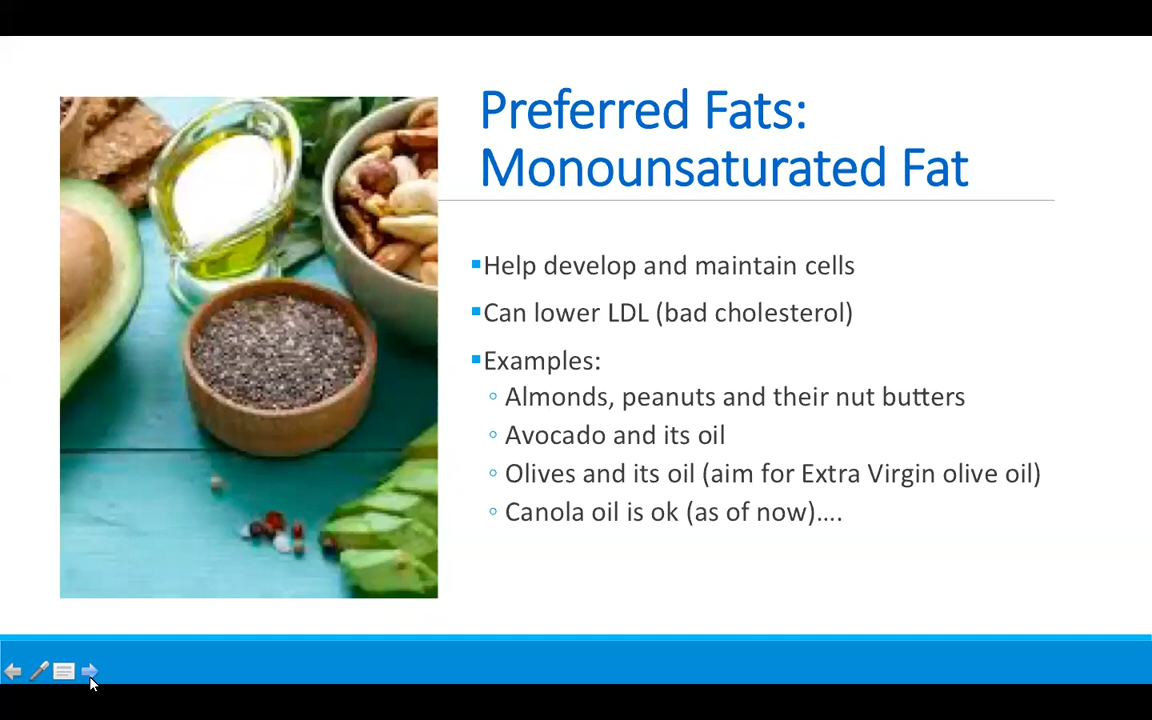 Preferred Fats:
Monounsaturated Fat
▪Help develop and maintain cells
▪Can lower LDL (bad cholesterol)
▪Examples:
◦ Almonds, peanuts and their nut butters
◦ Avocado and its oil
◦ Olives and its oil (aim for Extra Virgin olive oil)
◦ Canola oil is ok (as of now)....